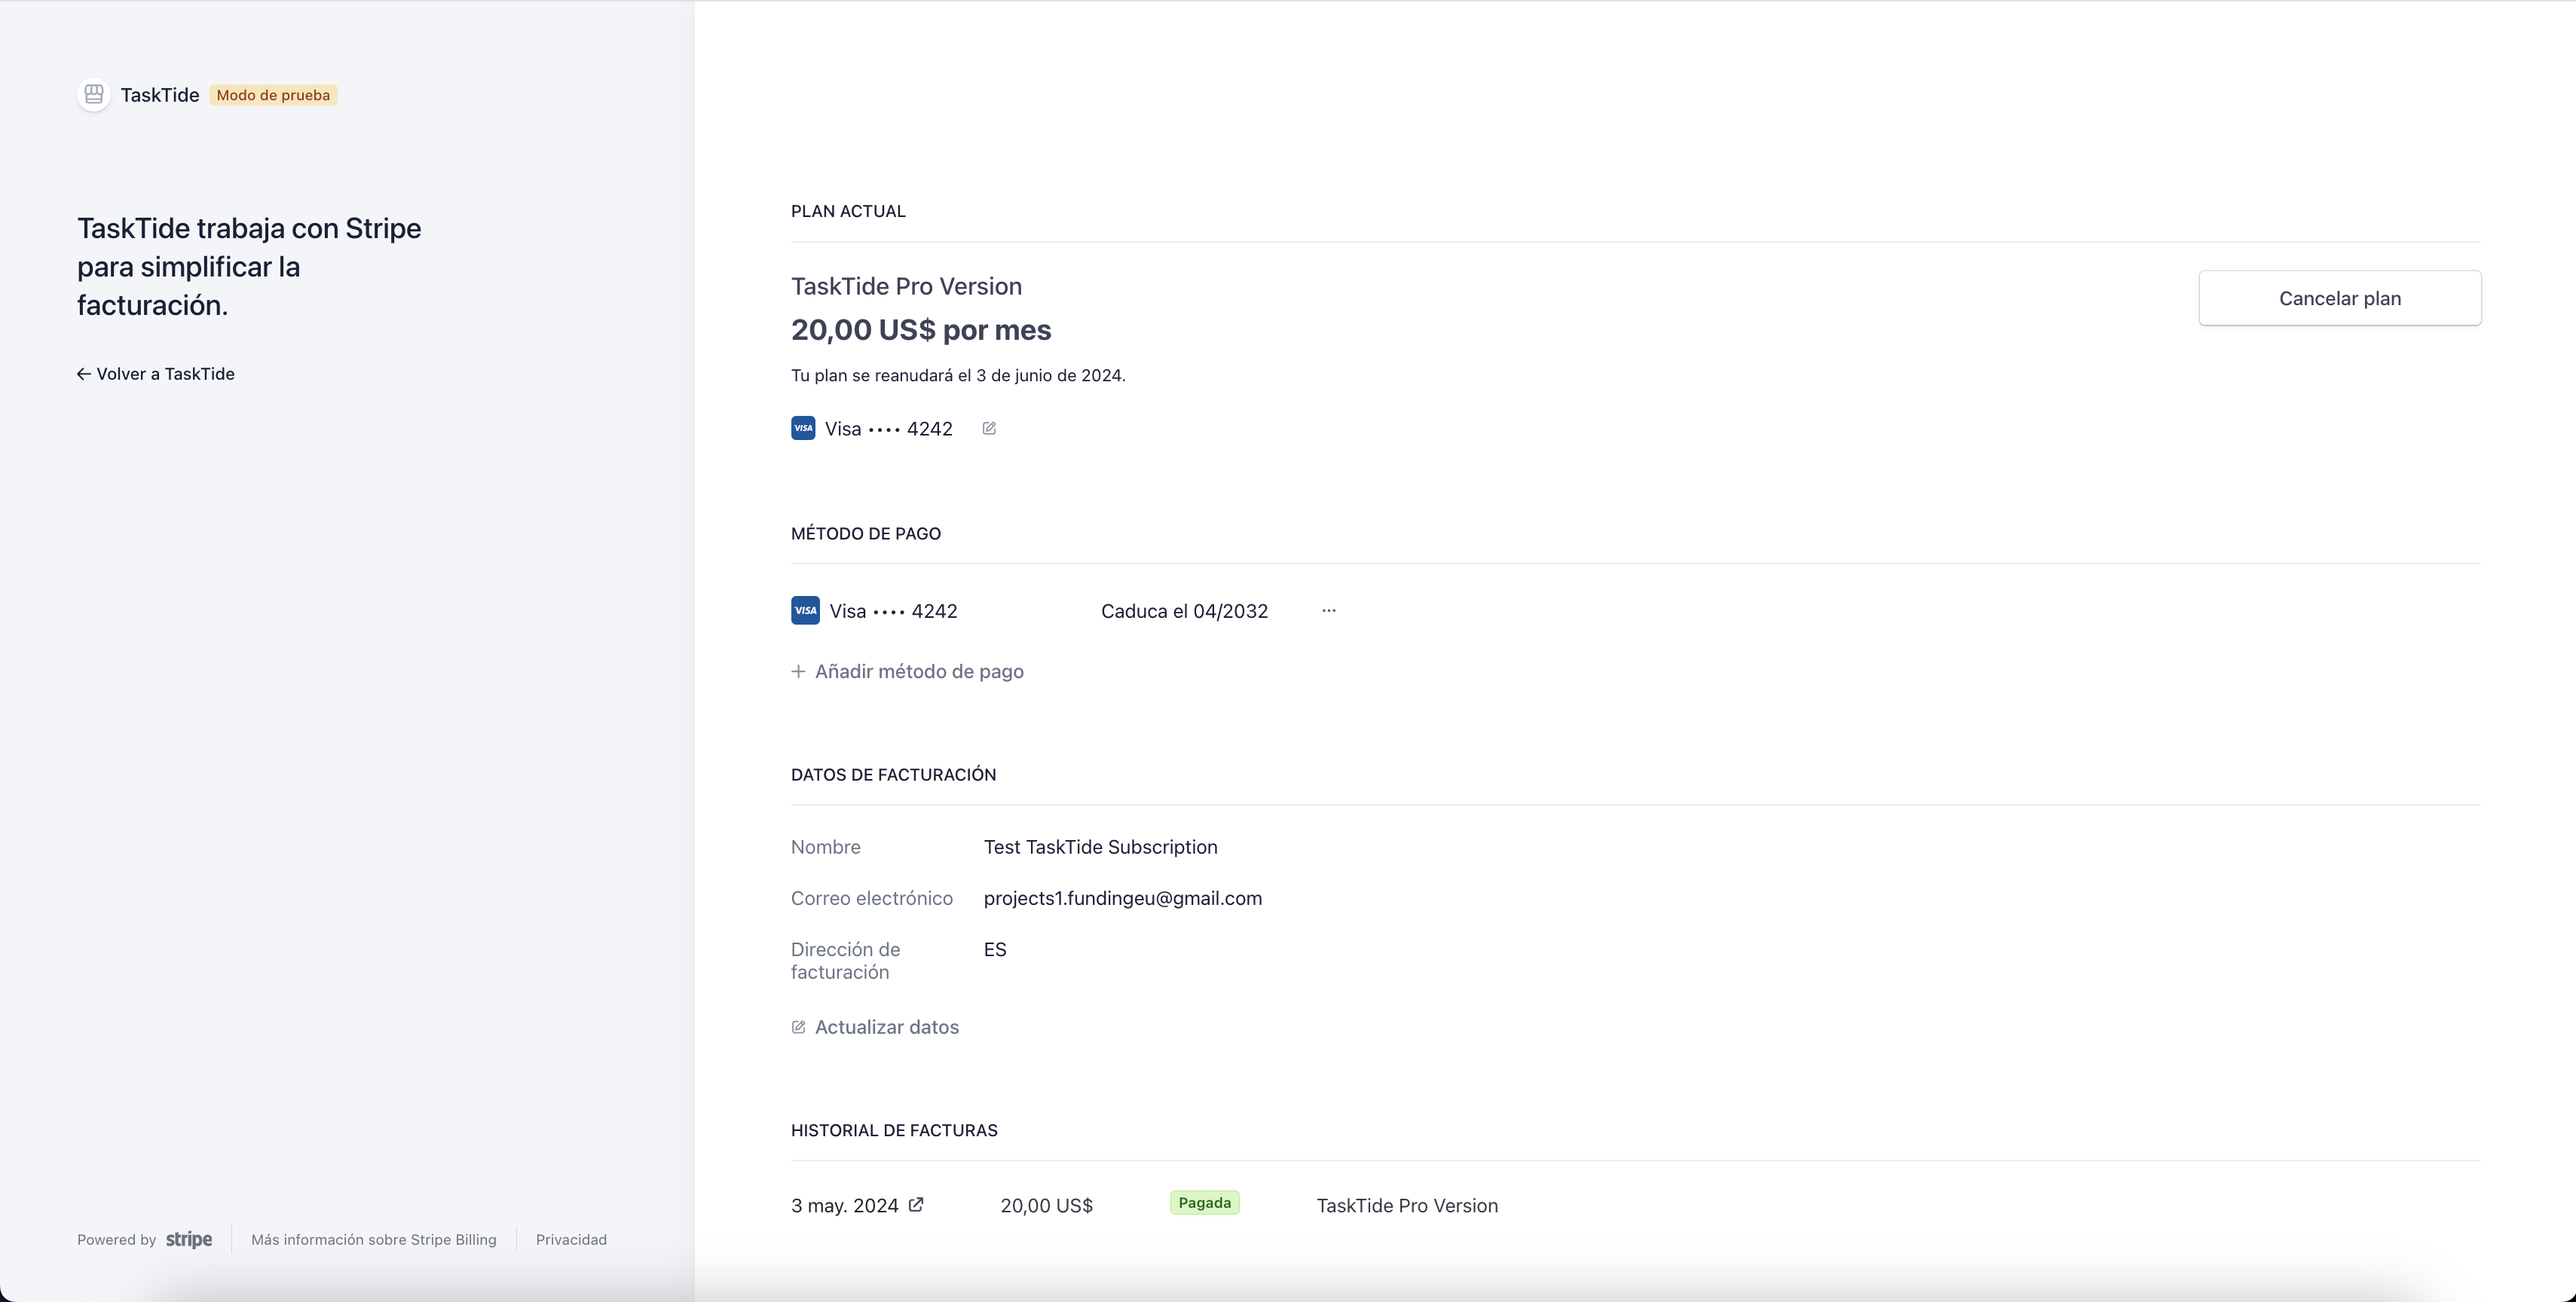 TaskTide Modo de prueba
TaskTide trabaja con Stripe
para simplificar la
facturación.
Volver a TaskTide
Powered by stripe Más información sobre Stripe Billing Privacidad
PLAN ACTUAL
TaskTide Pro Version
Cancelar plan
20,00 US$ por mes
Tu plan se reanudará el 3 de junio de 2024.
VISA Visa •••• 4242
MÉTODO DE PAGO
VISA Visa •••• 4242 Caduca el 04/2032 ···
Añadir método de pago
DATOS DE FACTURACIÓN
Nombre Test TaskTide Subscription
Correo electrónico projects1.fundingeu@gmail.com
Dirección de ES
facturación
Actualizar datos
HISTORIAL DE FACTURAS
3 may. 2024 20,00 US$ Pagada TaskTide Pro Version